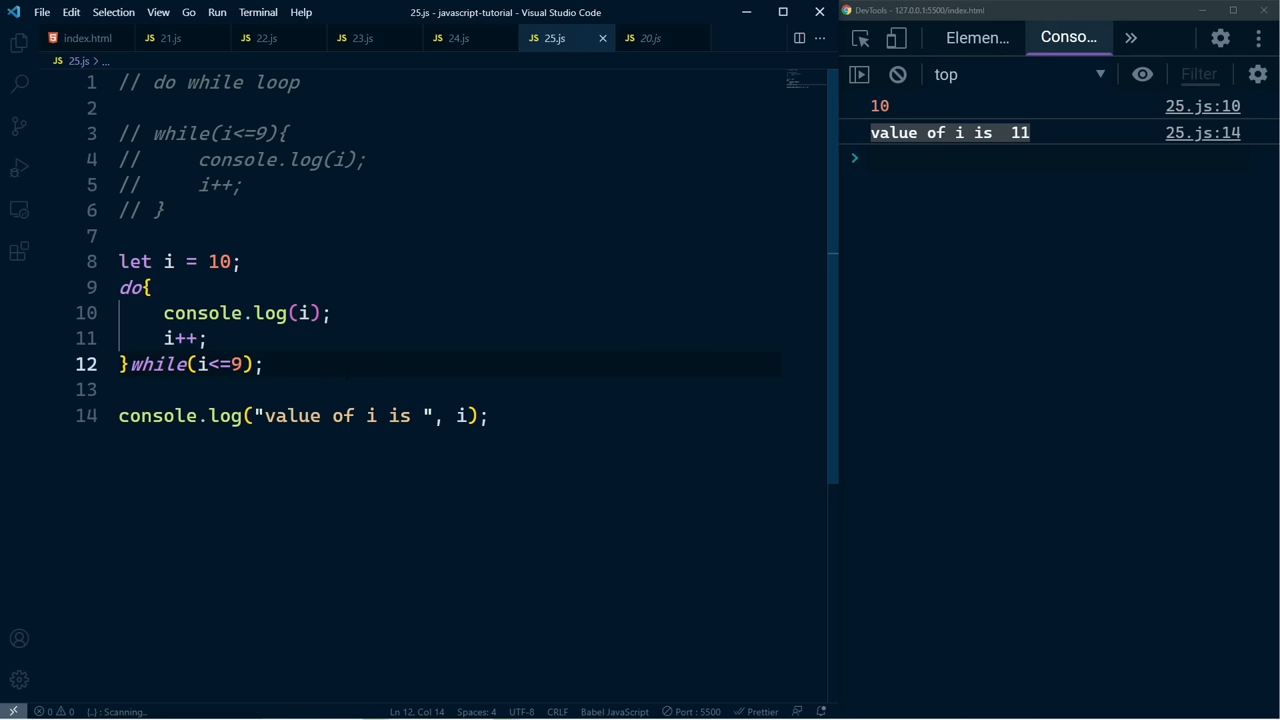 File Edit Selection View Go Run Terminal Help
25.js - javascript-tutorial - Visual Studio Code
DevTools - 127.0.0.1:5500/index.html
index.html JS 21.js JS 22.js JS 23.js JS 24.js JS 25.js JS 20.js
Elemen... Conso...
JS 25.js > ...
top Filter
1 // do while loop
2
3 // while(i<=9){
4 //     console.log(i);
5 //     i++;
6 // }
7
8 let i = 10;
9 do{
10     console.log(i);
11     i++;
12 }while(i<=9);
13
14 console.log("value of i is ", i);
10 25.js:10
value of i is  11 25.js:14
0 0 {..} : Scanning.. Ln 12, Col 14 Spaces: 4 UTF-8 CRLF Babel JavaScript Port : 5500 Prettier